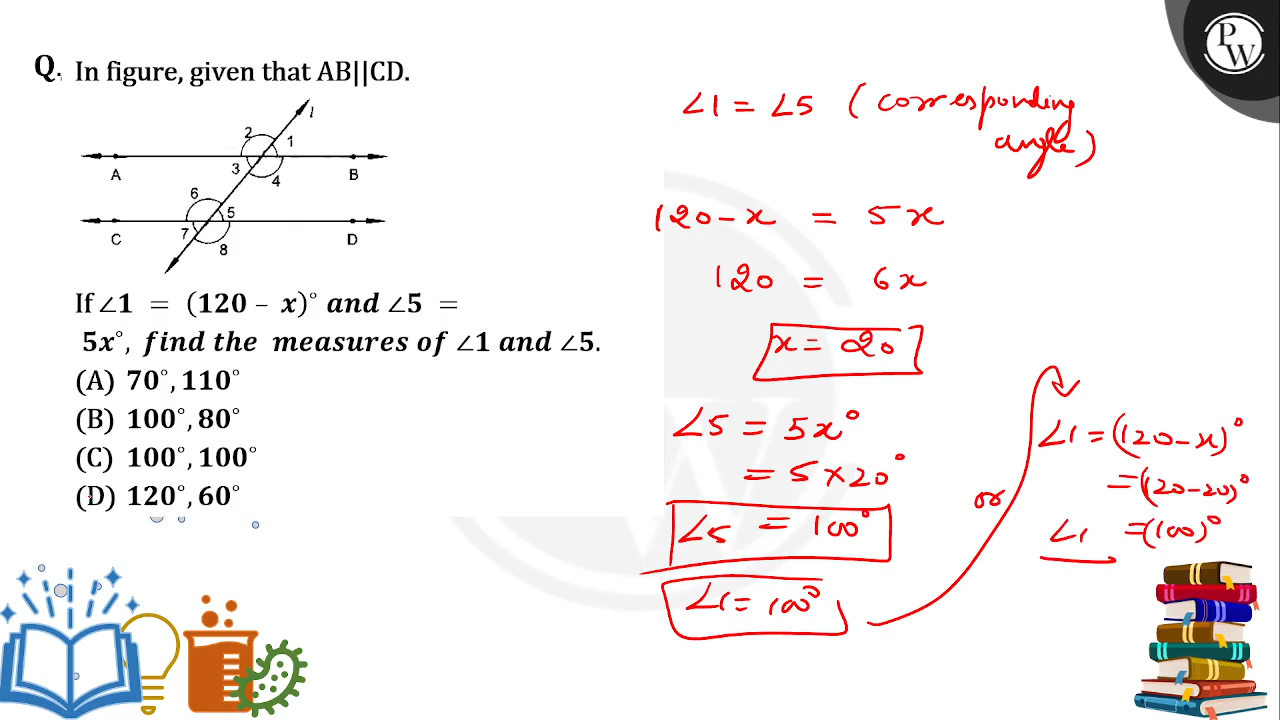 Q. In figure, given that AB||CD.
l
2 1
3 4
A B
6 5
7 8
C D
If ∠1 = (120 – x)° and ∠5 =
5x°, find the measures of ∠1 and ∠5.
(A) 70°, 110°
(B) 100°, 80°
(C) 100°, 100°
(D) 120°, 60°
∠1 = ∠5 (corresponding
angle)
120 - x = 5x
120 = 6x
x = 20
∠5 = 5x°
= 5 × 20°
∠5 = 100°
∠1 = 100°
or
∠1 = (120 - x)°
= (120 - 20)°
∠1 = (100)°
P
W